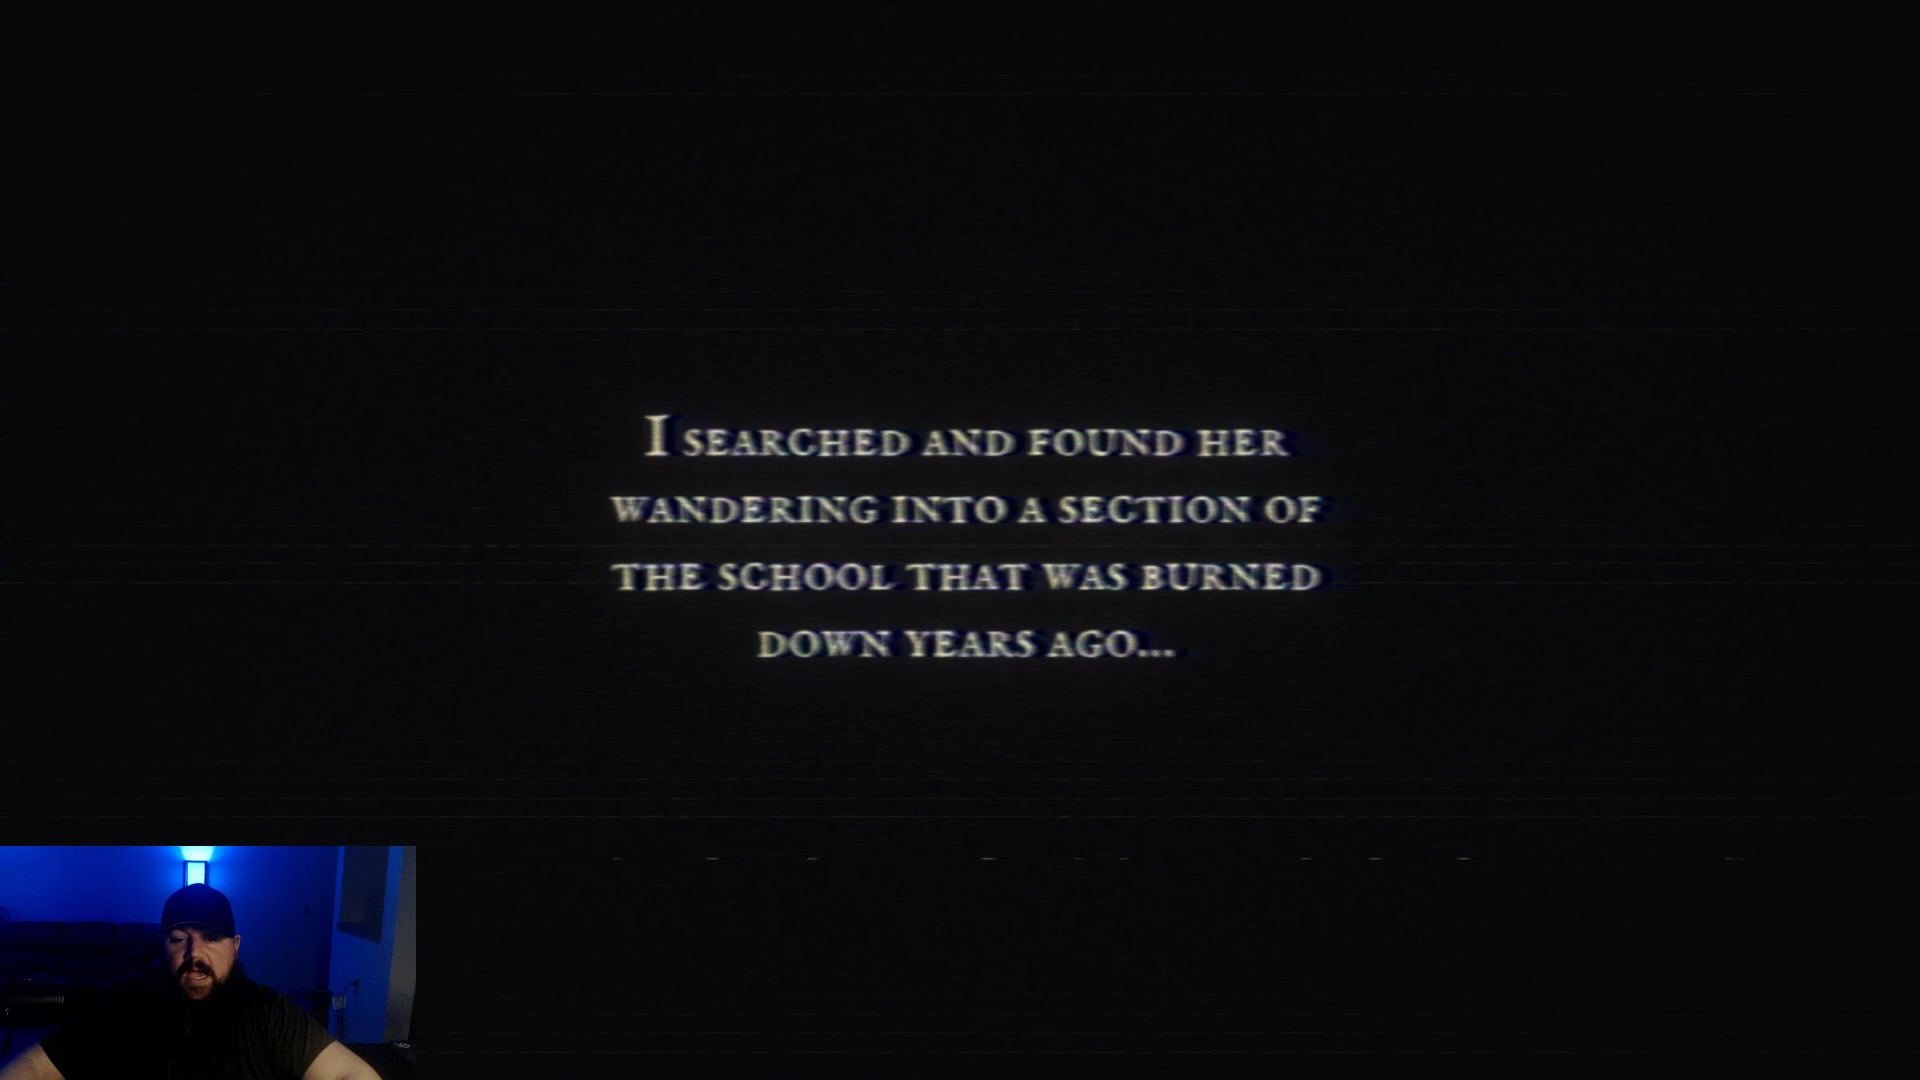 I SEARCHED AND FOUND HER
WANDERING INTO A SECTION OF
THE SCHOOL THAT WAS BURNED
DOWN YEARS AGO...